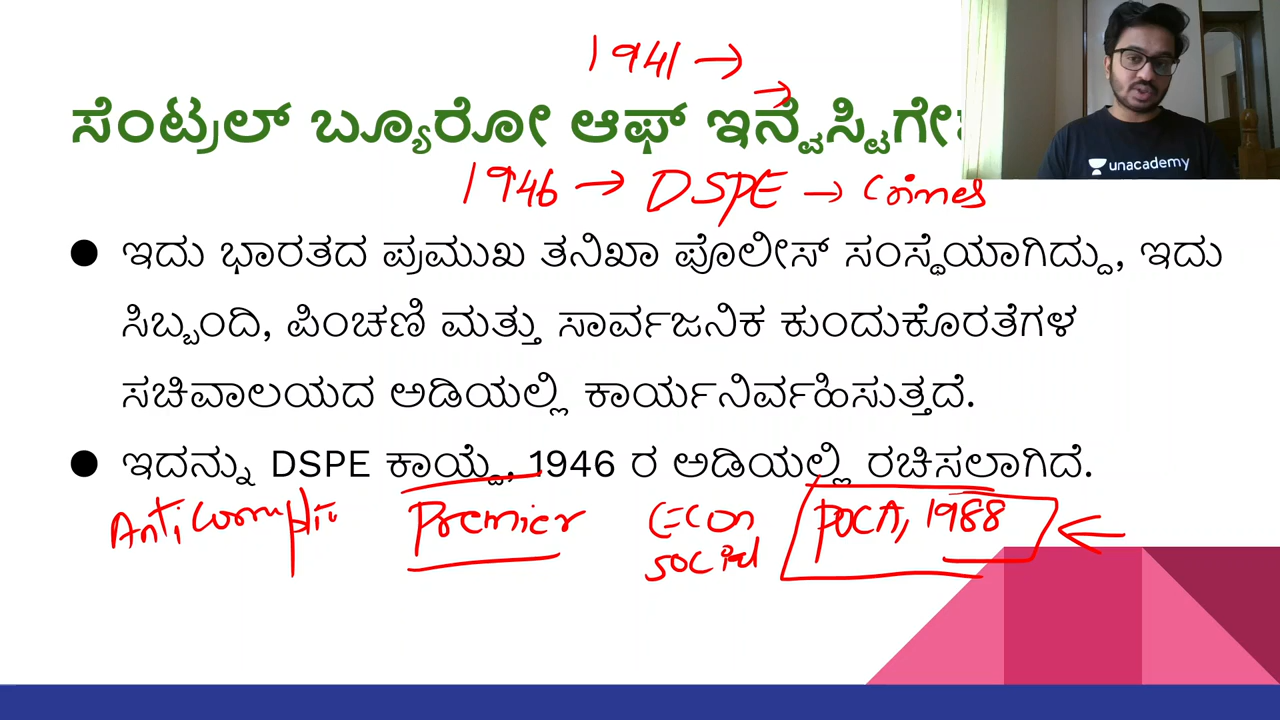 1941 →
ಸೆಂಟ್ರಲ್ ಬ್ಯೂರೋ ಆಫ್ ಇನ್ವೆಸ್ಟಿಗೇ
unacademy
1946 → DSPE → Crimes
● ಇದು ಭಾರತದ ಪ್ರಮುಖ ತನಿಖಾ ಪೊಲೀಸ್ ಸಂಸ್ಥೆಯಾಗಿದ್ದು, ಇದು
ಸಿಬ್ಬಂದಿ, ಪಿಂಚಣಿ ಮತ್ತು ಸಾರ್ವಜನಿಕ ಕುಂದುಕೊರತೆಗಳ
ಸಚಿವಾಲಯದ ಅಡಿಯಲ್ಲಿ ಕಾರ್ಯನಿರ್ವಹಿಸುತ್ತದೆ.
● ಇದನ್ನು DSPE ಕಾಯ್ದೆ, 1946 ರ ಅಡಿಯಲ್ಲಿ ರಚಿಸಲಾಗಿದೆ.
Premier Econ POCA, 1988
social